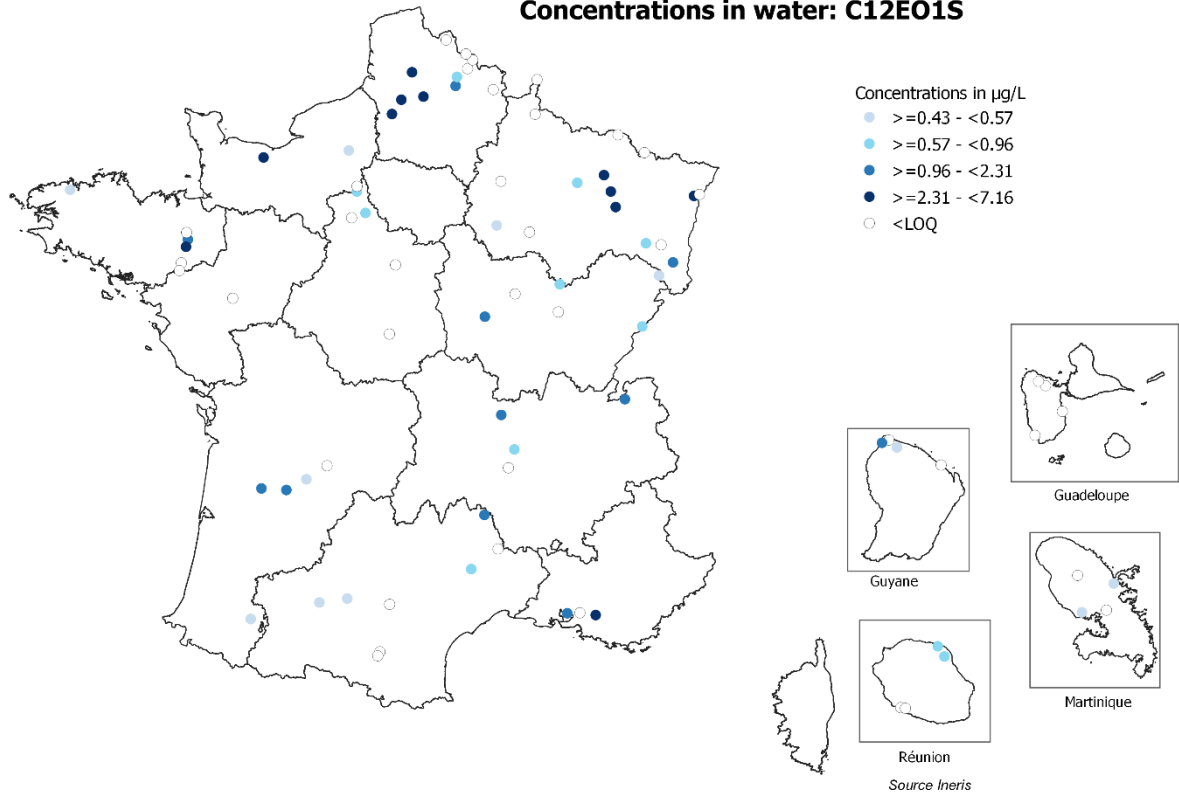 Concentrations in water: C12EO1S
Concentrations in µg/L
>=0.43 - <0.57
>=0.57 - <0.96
>=0.96 - <2.31
>=2.31 - <7.16
<LOQ
Guadeloupe
Guyane
Martinique
Réunion
Source Ineris